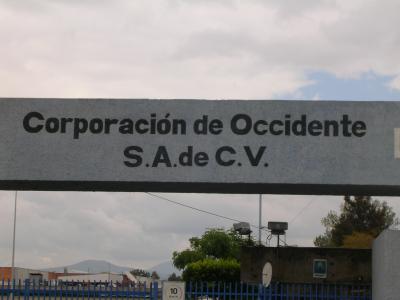 Corporación de Occidente
S.A.de C.V.
10